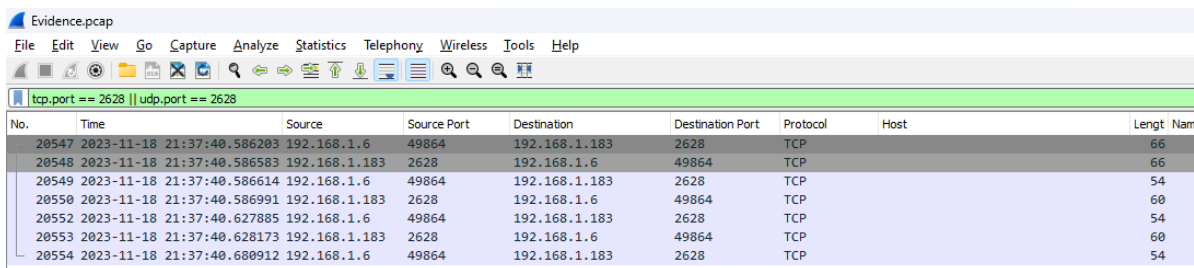 Evidence.pcap
File Edit View Go Capture Analyze Statistics Telephony Wireless Tools Help
tcp.port == 2628 || udp.port == 2628
No. Time Source Source Port Destination Destination Port Protocol Host Lengt Nam
20547 2023-11-18 21:37:40.586203 192.168.1.6 49864 192.168.1.183 2628 TCP 66
20548 2023-11-18 21:37:40.586583 192.168.1.183 2628 192.168.1.6 49864 TCP 66
20549 2023-11-18 21:37:40.586614 192.168.1.6 49864 192.168.1.183 2628 TCP 54
20550 2023-11-18 21:37:40.586991 192.168.1.183 2628 192.168.1.6 49864 TCP 60
20552 2023-11-18 21:37:40.627885 192.168.1.6 49864 192.168.1.183 2628 TCP 54
20553 2023-11-18 21:37:40.628173 192.168.1.183 2628 192.168.1.6 49864 TCP 60
20554 2023-11-18 21:37:40.680912 192.168.1.6 49864 192.168.1.183 2628 TCP 54